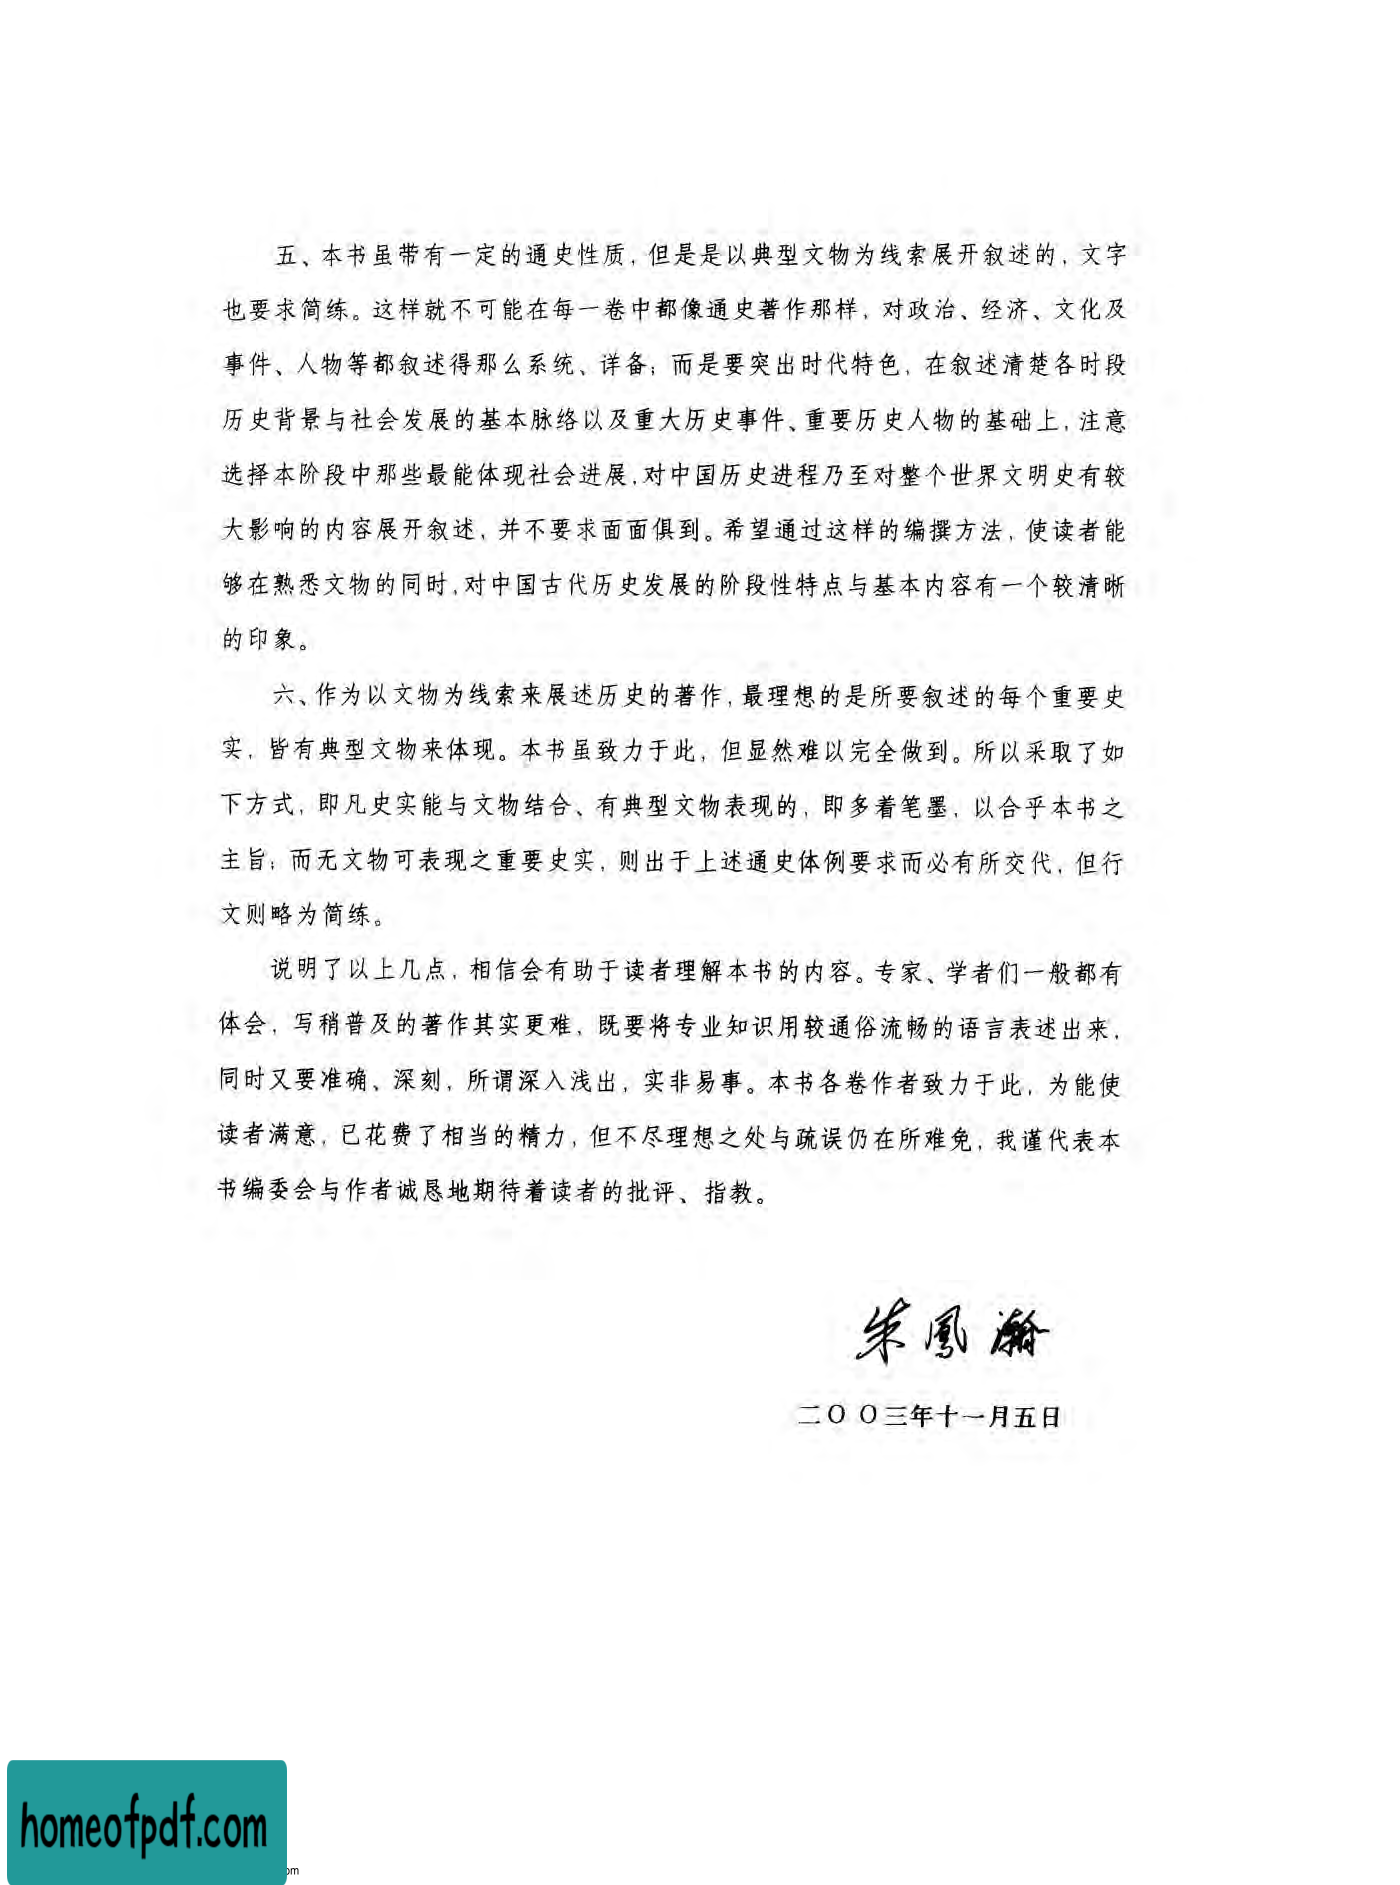 五、本书虽带有一定的通史性质，但是是以典型文物为线索展开叙述的，文字
也要求简练。这样就不可能在每一卷中都像通史著作那样，对政治、经济、文化及
事件、人物等都叙述得那么系统、详备；而是要突出时代特色，在叙述清楚各时段
历史背景与社会发展的基本脉络以及重大历史事件、重要历史人物的基础上，注意
选择本阶段中那些最能体现社会进展，对中国历史进程乃至对整个世界文明史有较
大影响的内容展开叙述，并不要求面面俱到。希望通过这样的编撰方法，使读者能
够在熟悉文物的同时，对中国古代历史发展的阶段性特点与基本内容有一个较清晰
的印象。
六、作为以文物为线索来展述历史的著作，最理想的是所要叙述的每个重要史
实，皆有典型文物来体现。本书虽致力于此，但显然难以完全做到。所以采取了如
下方式，即凡史实能与文物结合、有典型文物表现的，即多着笔墨，以合乎本书之
主旨；而无文物可表现之重要史实，则出于上述通史体例要求而必有所交代，但行
文则略为简练。
说明了以上几点，相信会有助于读者理解本书的内容。专家、学者们一般都有
体会，写稍普及的著作其实更难，既要将专业知识用较通俗流畅的语言表述出来，
同时又要准确、深刻，所谓深入浅出，实非易事。本书各卷作者致力于此，为能使
读者满意，已花费了相当的精力，但不尽理想之处与疏误仍在所难免，我谨代表本
书编委会与作者诚恳地期待着读者的批评、指教。
朱鳳瀚
二〇〇三年十一月五日
homeofpdf.com
om